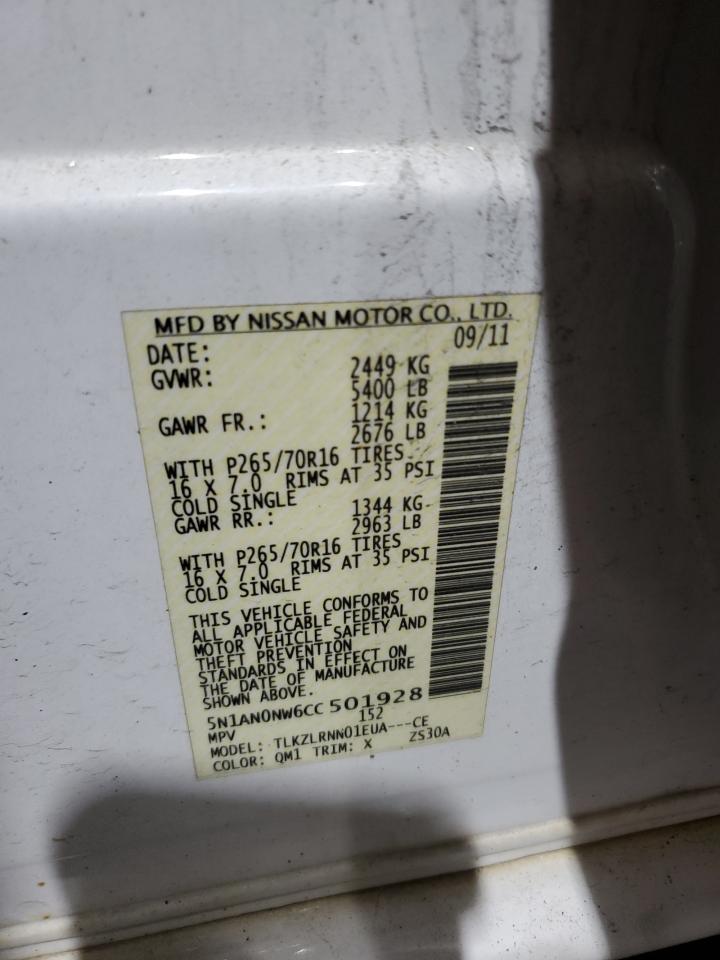 MFD BY NISSAN MOTOR CO., LTD.
DATE: 09/11
GVWR: 2449 KG
5400 LB
GAWR FR.: 1214 KG
2676 LB
WITH P265/70R16 TIRES
16 X 7.0 RIMS AT 35 PSI
COLD SINGLE
GAWR RR.: 1344 KG
2963 LB
WITH P265/70R16 TIRES
16 X 7.0 RIMS AT 35 PSI
COLD SINGLE
THIS VEHICLE CONFORMS TO
ALL APPLICABLE FEDERAL
MOTOR VEHICLE SAFETY AND
THEFT PREVENTION
STANDARDS IN EFFECT ON
THE DATE OF MANUFACTURE
SHOWN ABOVE.
5N1AN0NW6CC 501928
MPV 152
MODEL: TLKZLRNN01EUA---CE
COLOR: QM1 TRIM: X ZS30A